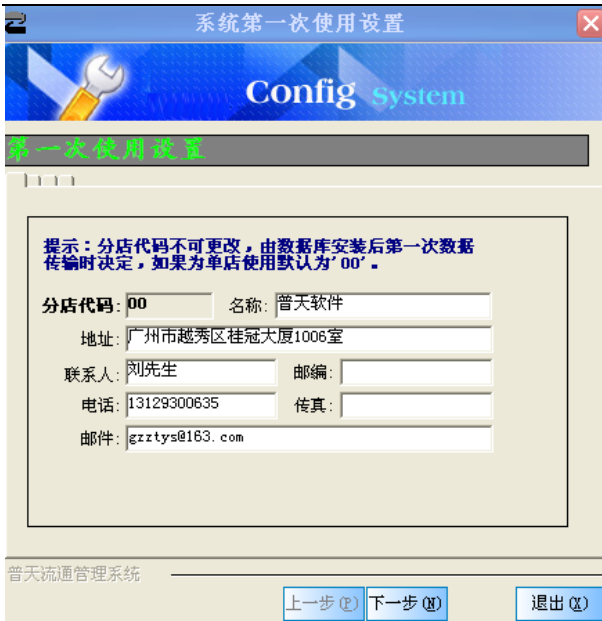 系统第一次使用设置
Config System
第一次使用设置
提示：分店代码不可更改，由数据库安装后第一次数据
传输时决定，如果为单店使用默认为'00'。
分店代码: 00 名称: 普天软件
地址: 广州市越秀区桂冠大厦1006室
联系人: 刘先生 邮编:
电话: 13129300635 传真:
邮件: gzztys@163.com
普天流通管理系统
上一步(P) 下一步(N) 退出(X)